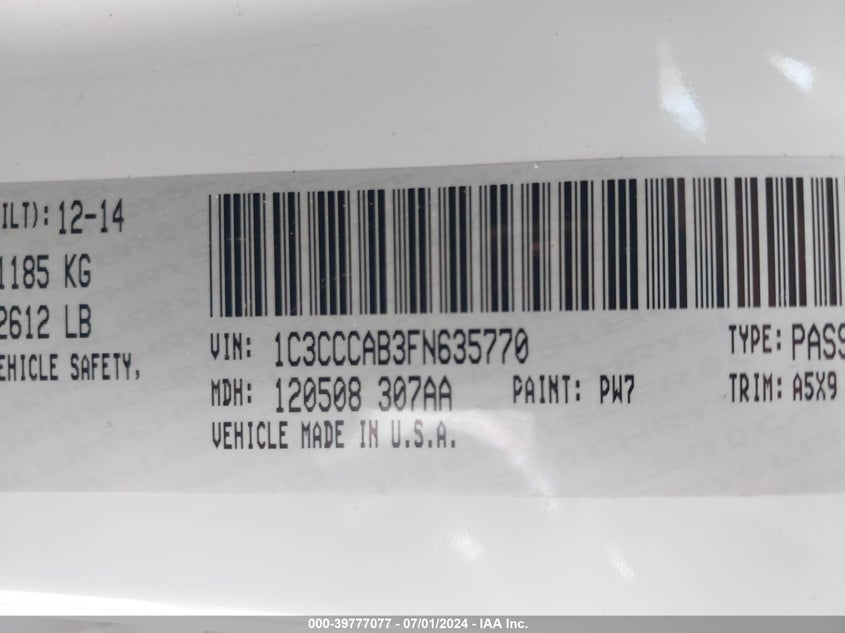 ILT): 12-14
1185 KG
2612 LB
EHICLE SAFETY,
VIN: 1C3CCCAB3FN635770
TYPE: PASS
MDH: 120508 307AA PAINT: PW7
TRIM: A5X9
VEHICLE MADE IN U.S.A.
000-39777077 - 07/01/2024 - IAA Inc.